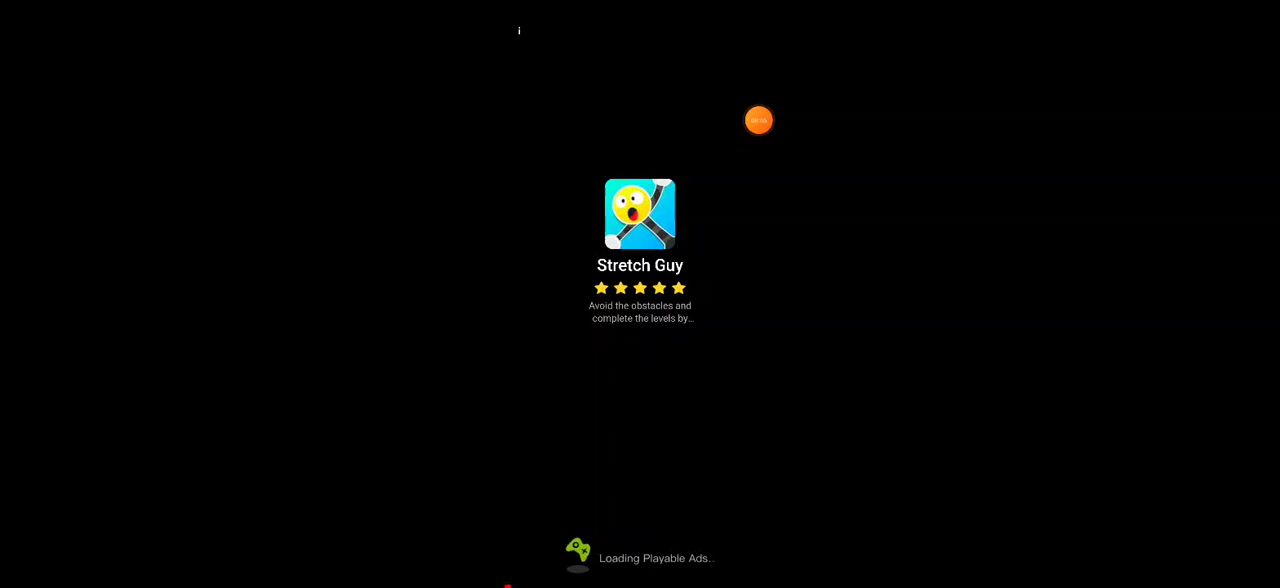 i
Stretch Guy
Avoid the obstacles and
complete the levels by...
Loading Playable Ads..